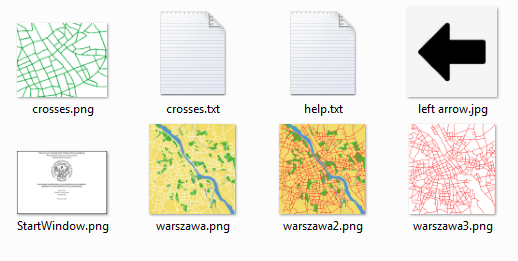 crosses.png
crosses.txt
help.txt
left arrow.jpg
StartWindow.png
warszawa.png
warszawa2.png
warszawa3.png